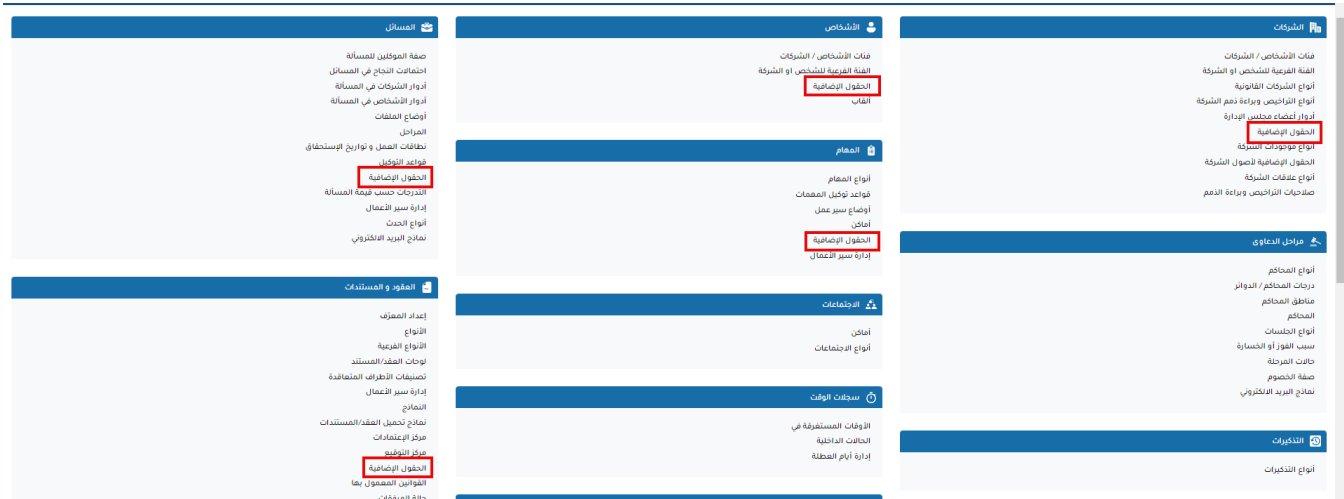 الشركات
فئات الأشخاص / الشركات
الفئة الفرعية للشخص او الشركة
أنواع الشركات القانونية
أنواع التراخيص وبراءة ذمم الشركة
أدوار أعضاء مجلس الإدارة
الحقول الإضافية
أنواع موجودات الشركة
الحقول الإضافية لأصول الشركة
أنواع علاقات الشركة
صلاحيات التراخيص وبراءة الذمم
مراحل الدعاوى
أنواع المحاكم
درجات المحاكم / الدوائر
مناطق المحاكم
المحاكم
أنواع الجلسات
سبب الفوز أو الخسارة
حالات المرحلة
صفة الخصوم
نماذج البريد الالكتروني
التذكيرات
أنواع التذكيرات
الأشخاص
فئات الأشخاص / الشركات
الفئة الفرعية للشخص او الشركة
الحقول الإضافية
ألقاب
المهام
أنواع المهام
قواعد توكيل المهمات
أوضاع سير عمل
أماكن
الحقول الإضافية
إدارة سير الأعمال
الاجتماعات
أماكن
أنواع الاجتماعات
سجلات الوقت
الأوقات المستغرقة في
الحالات الداخلية
إدارة أيام العطلة
المسائل
صفة الموكلين للمسألة
احتمالات النجاح في المسائل
أدوار الشركات في المسألة
أدوار الأشخاص في المسألة
أوضاع الملفات
المراحل
نطاقات العمل و تواريخ الإستحقاق
قواعد التوكيل
الحقول الإضافية
التدرجات حسب قيمة المسألة
إدارة سير الأعمال
أنواع الحدث
نماذج البريد الالكتروني
العقود و المستندات
إعداد المعرّف
الأنواع
الأنواع الفرعية
لوحات العقد/المستند
تصنيفات الأطراف المتعاقدة
إدارة سير الأعمال
النماذج
نماذج تحميل العقد/المستندات
مركز الإعتمادات
مركز التوقيع
الحقول الإضافية
القوانين المعمول بها
حالة المرفقات